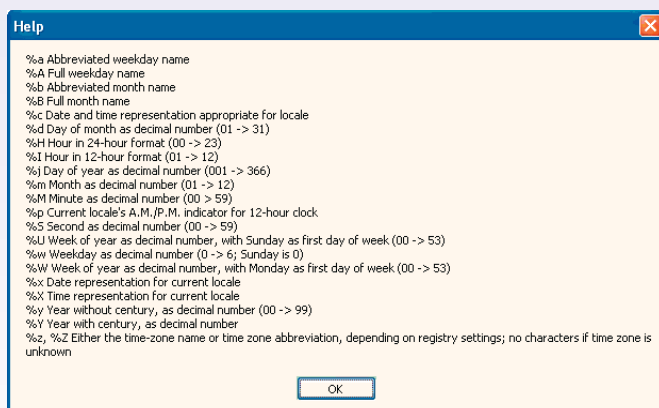 Help
%a Abbreviated weekday name
%A Full weekday name
%b Abbreviated month name
%B Full month name
%c Date and time representation appropriate for locale
%d Day of month as decimal number (01 -> 31)
%H Hour in 24-hour format (00 -> 23)
%I Hour in 12-hour format (01 -> 12)
%j Day of year as decimal number (001 -> 366)
%m Month as decimal number (01 -> 12)
%M Minute as decimal number (00 > 59)
%p Current locale's A.M./P.M. indicator for 12-hour clock
%S Second as decimal number (00 -> 59)
%U Week of year as decimal number, with Sunday as first day of week (00 -> 53)
%w Weekday as decimal number (0 -> 6; Sunday is 0)
%W Week of year as decimal number, with Monday as first day of week (00 -> 53)
%x Date representation for current locale
%X Time representation for current locale
%y Year without century, as decimal number (00 -> 99)
%Y Year with century, as decimal number
%z, %Z Either the time-zone name or time zone abbreviation, depending on registry settings; no characters if time zone is
unknown
OK